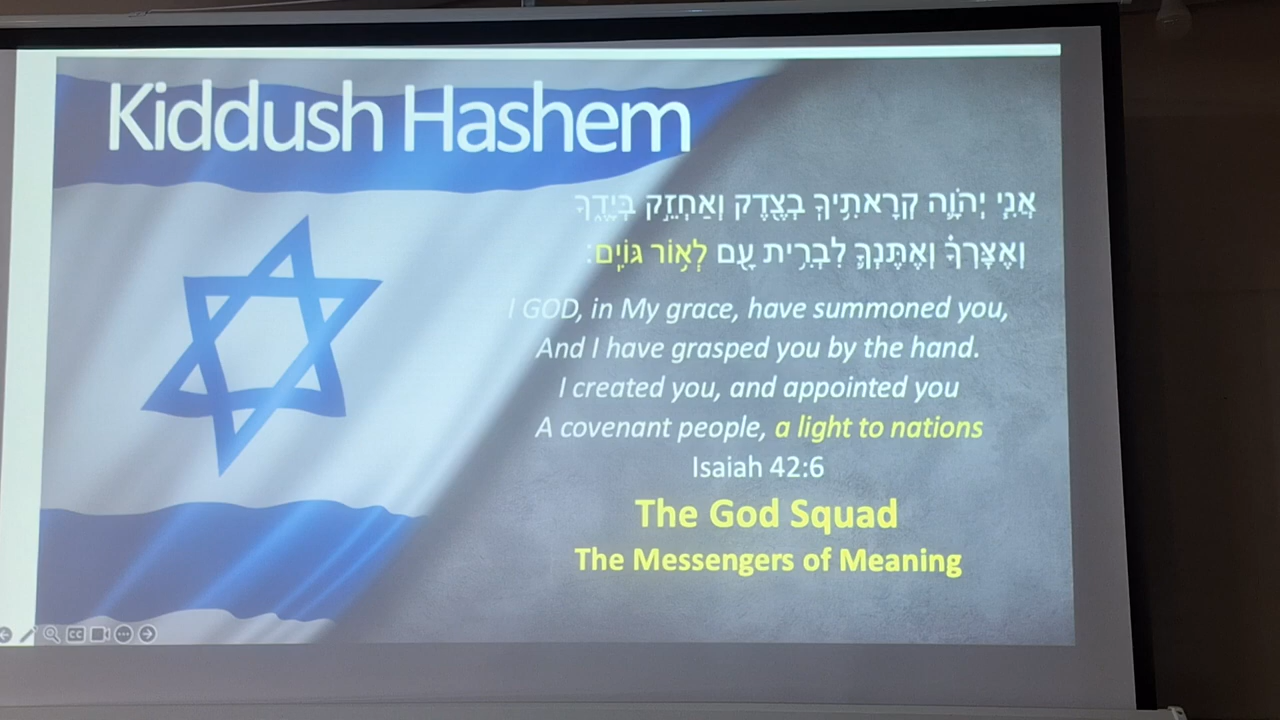 Kiddush Hashem
אֲנִ֧י יְהֹוָ֛ה קְרָאתִ֥יךָֽ בְצֶ֖דֶק וְאַחְזֵ֣ק בְּיָדֶ֑ךָ
וְאֶצׇּרְךָ֗ וְאֶתֶּנְךָ֛ לִבְרִ֥ית עָ֖ם לְא֥וֹר גּוֹיִֽם׃
I GOD, in My grace, have summoned you,
And I have grasped you by the hand.
I created you, and appointed you
A covenant people, a light to nations
Isaiah 42:6
The God Squad
The Messengers of Meaning
CC